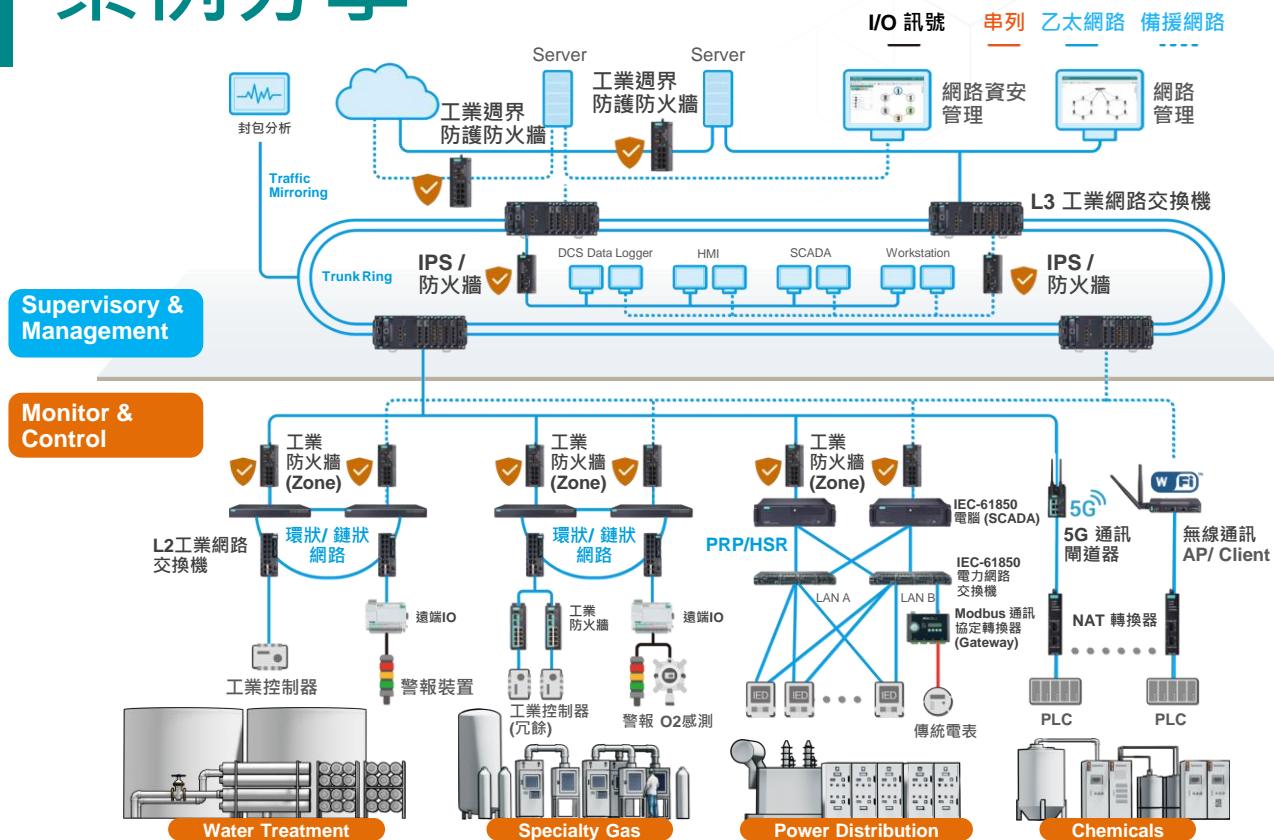 案例分享
I/O 訊號 串列 乙太網路 備援網路
Server
Server
工業週界
防護防火牆
工業週界
防護防火牆
網路資安
管理
網路
管理
封包分析
Traffic
Mirroring
L3 工業網路交換機
Trunk Ring
IPS /
防火牆
DCS Data Logger
HMI
SCADA
Workstation
IPS /
防火牆
Supervisory &
Management
Monitor &
Control
工業
防火牆
(Zone)
工業
防火牆
(Zone)
工業
防火牆
(Zone)
L2工業網路
交換機
環狀/ 鏈狀
網路
環狀/ 鏈狀
網路
PRP/HSR
IEC-61850
電腦 (SCADA)
5G
5G 通訊
閘道器
Wi Fi
無線通訊
AP/ Client
IEC-61850
電力網路
交換機
LAN A
LAN B
遠端IO
工業
防火牆
遠端IO
Modbus 通訊
協定轉換器
(Gateway)
NAT 轉換器
IED
IED
IED
工業控制器
警報裝置
工業控制器
(冗餘)
警報 O2感測
傳統電表
PLC
PLC
Water Treatment
Specialty Gas
Power Distribution
Chemicals